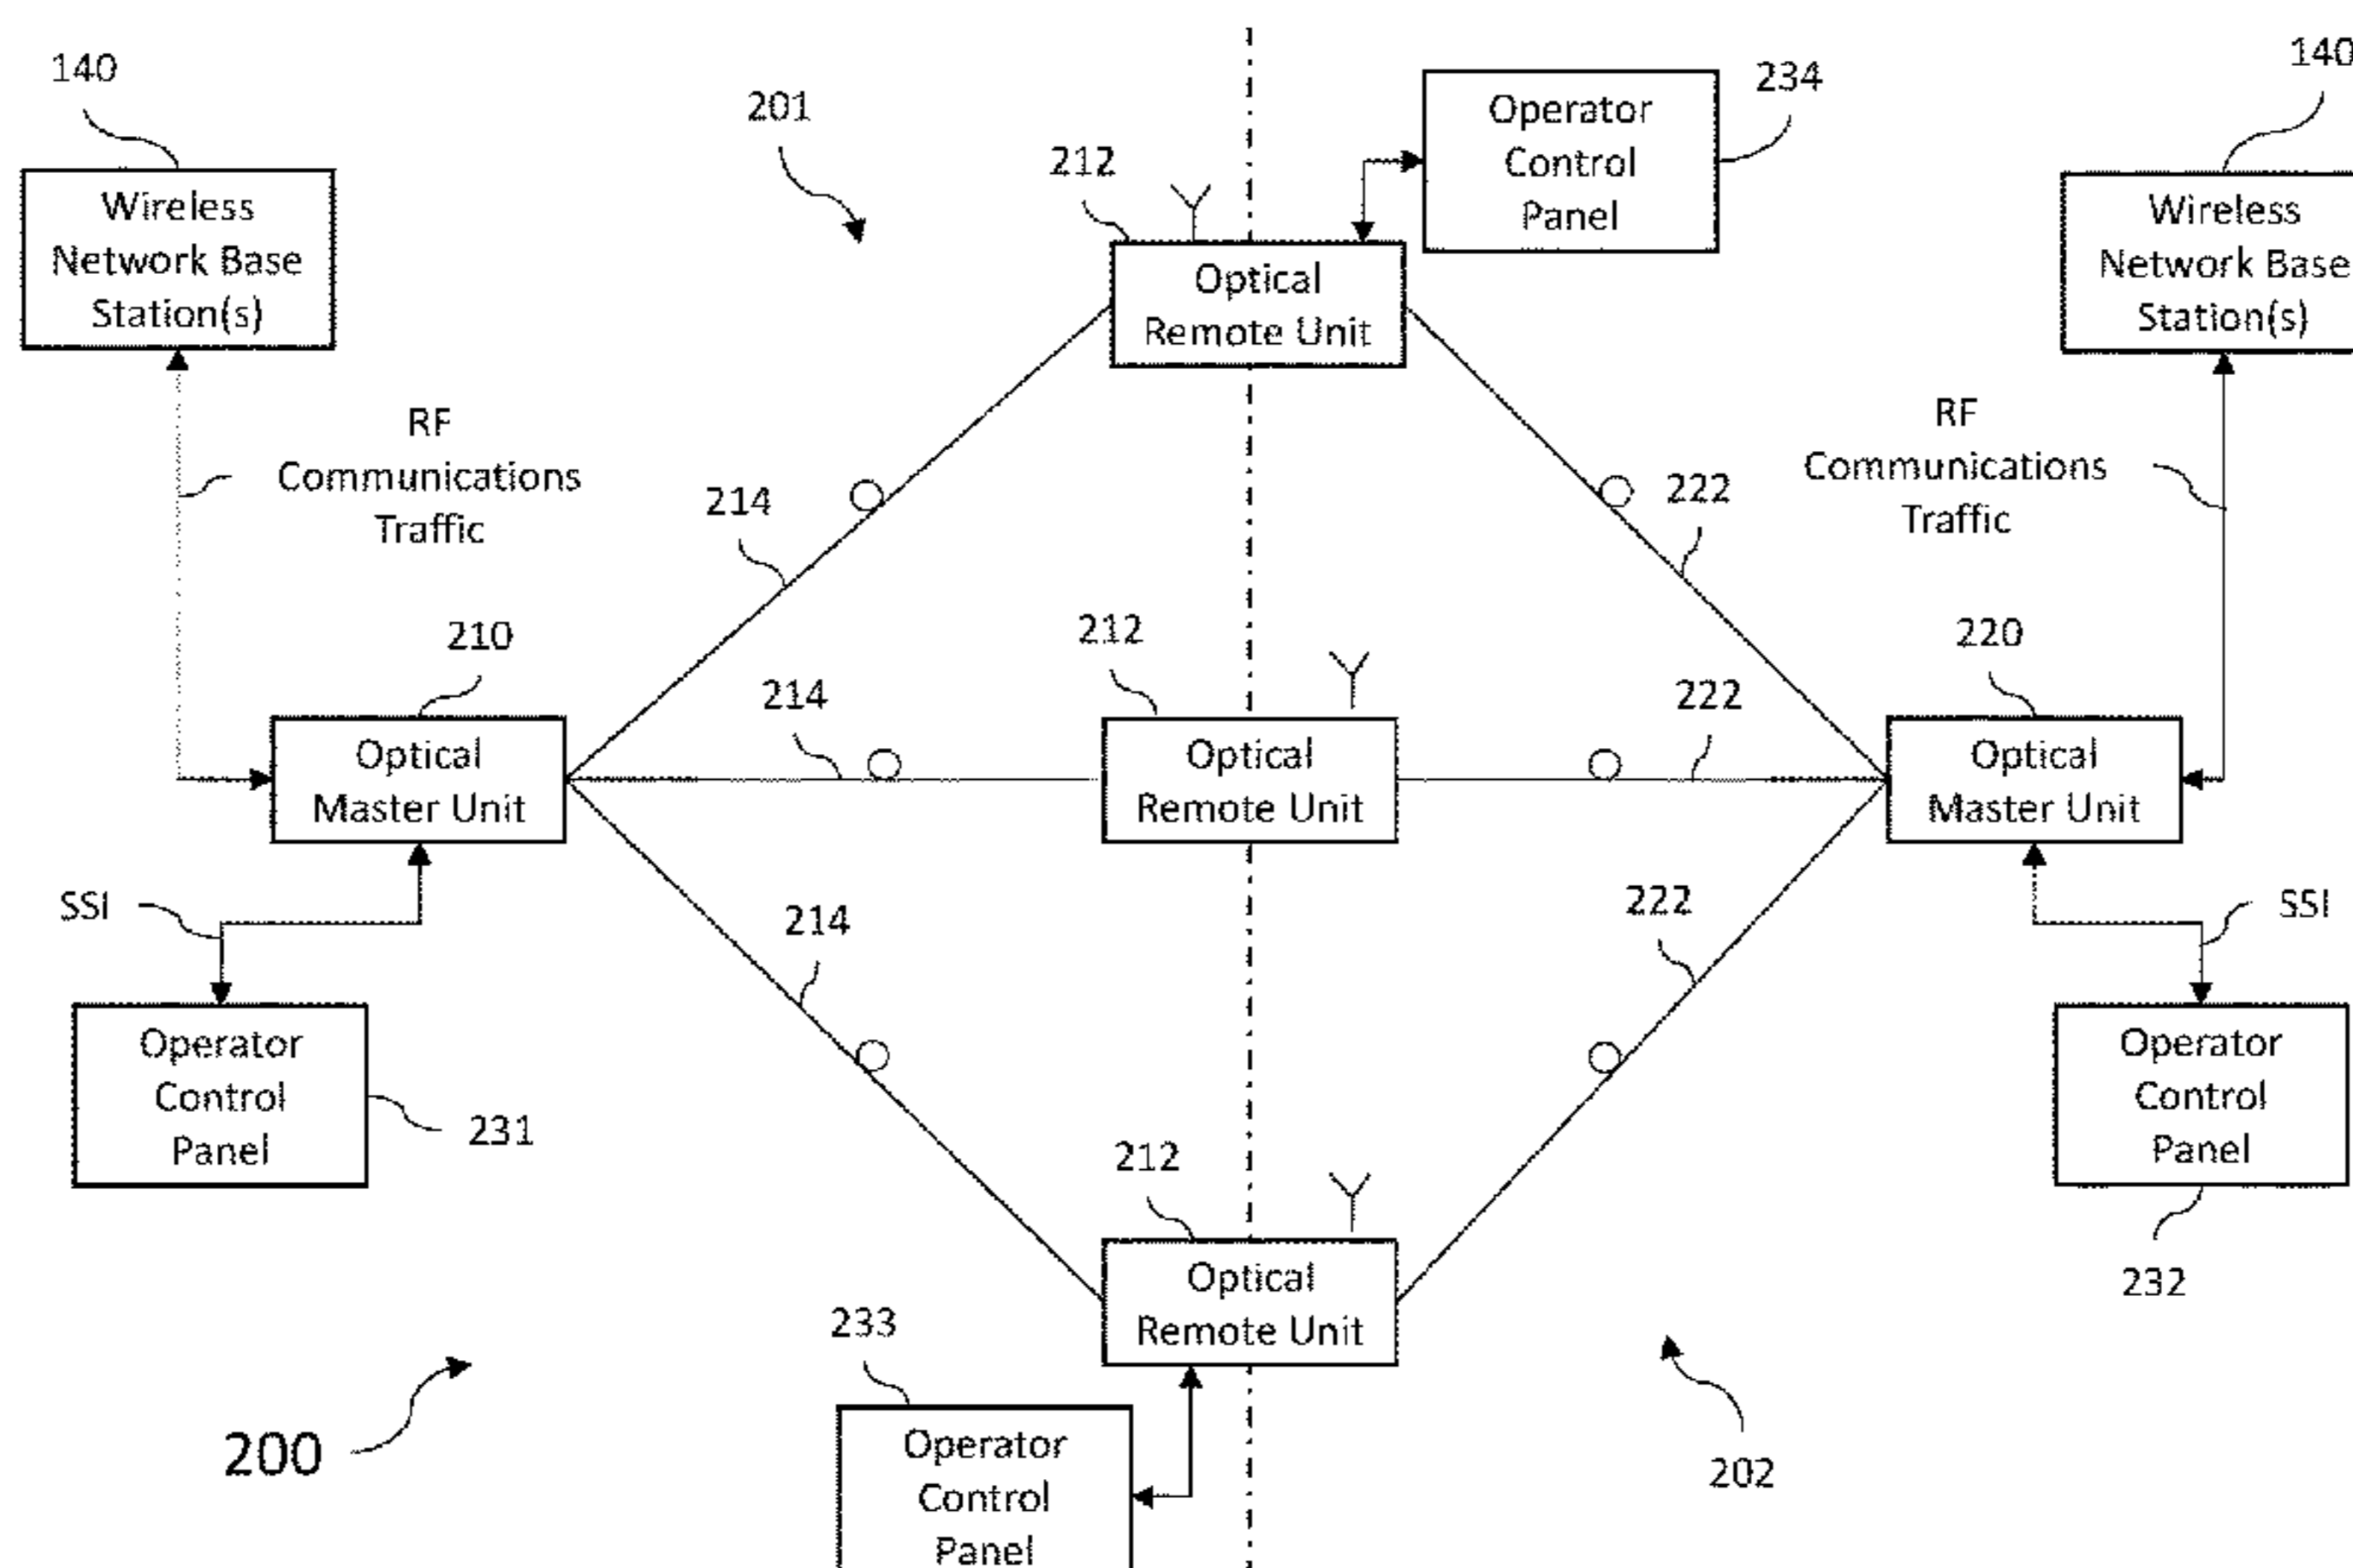 140
201
212
Operator
Control
Panel
234
140
Wireless
Network Base
Station(s)
Optical
Remote Unit
Wireless
Network Base
Station(s)
RF
Communications
Traffic
214
222
RF
Communications
Traffic
210
214
212
222
220
Optical
Master Unit
Optical
Remote Unit
Optical
Master Unit
SSI
214
222
SSI
Operator
Control
Panel
231
212
Operator
Control
Panel
232
Optical
Remote Unit
233
200
Operator
Control
Panel
202